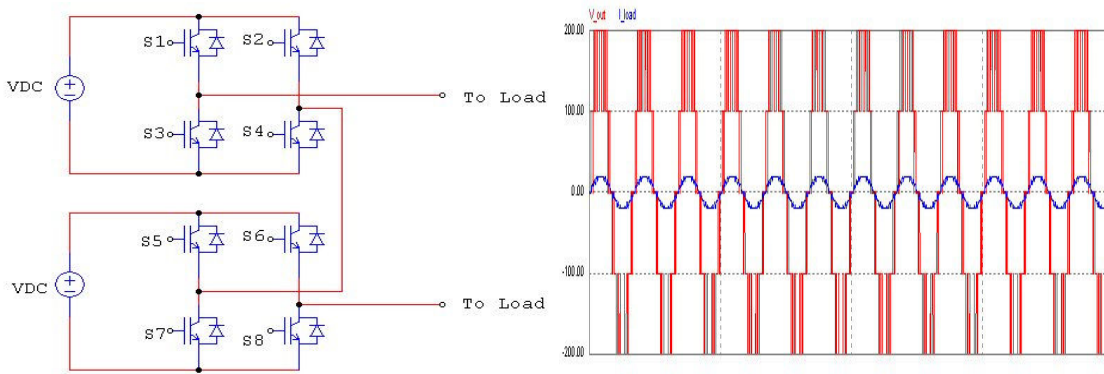 S1
S2
VDC
To Load
S3
S4
S5
S6
VDC
To Load
S7
S8
V_out I_load
200.00
100.00
0.00
-100.00
-200.00